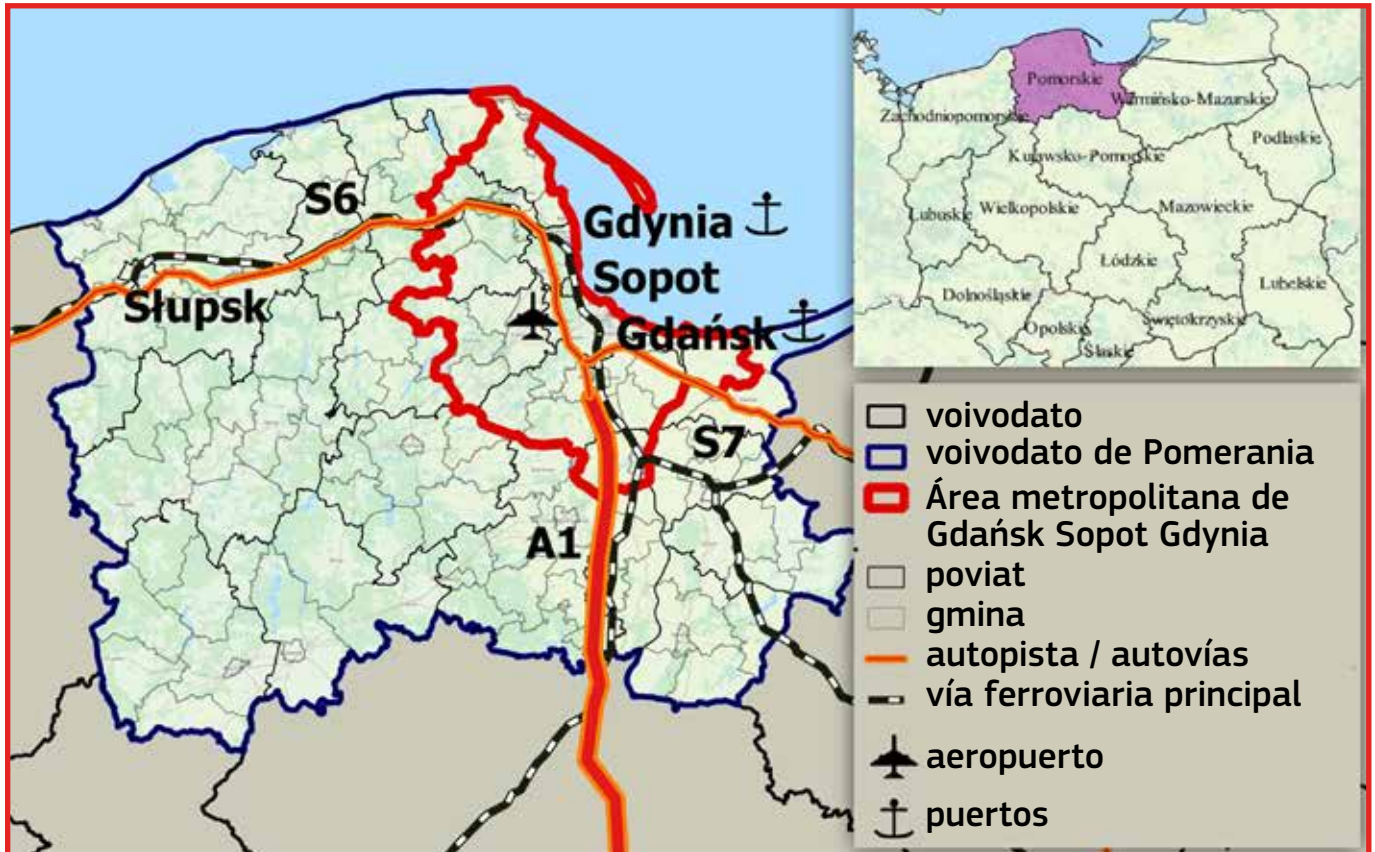 S6
Słupsk
Gdynia
Sopot
Gdańsk
S7
A1
Pomorskie
Zachodniopomorskie
Warmińsko-Mazurskie
Podlaskie
Kujawsko-Pomorskie
Lubuskie
Wielkopolskie
Mazowieckie
Łódzkie
Lubelskie
Dolnośląskie
Opolskie
Śląskie
Świętokrzyskie
voivodato
voivodato de Pomerania
Área metropolitana de
Gdańsk Sopot Gdynia
poviat
gmina
autopista / autovías
vía ferroviaria principal
aeropuerto
puertos